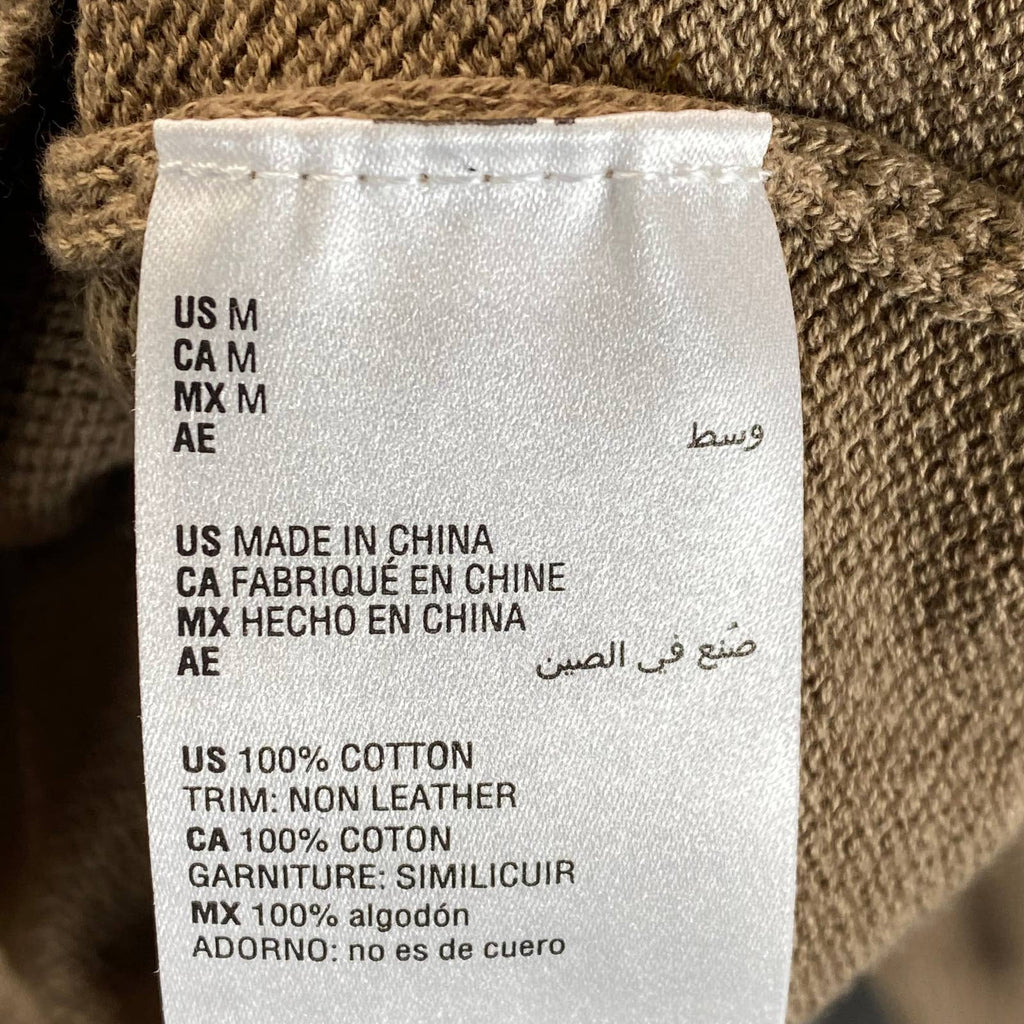 US M
CA M
MX M
AE وسط
US MADE IN CHINA
CA FABRIQUÉ EN CHINE
MX HECHO EN CHINA
AE صُنع في الصين
US 100% COTTON
TRIM: NON LEATHER
CA 100% COTON
GARNITURE: SIMILICUIR
MX 100% algodón
ADORNO: no es de cuero